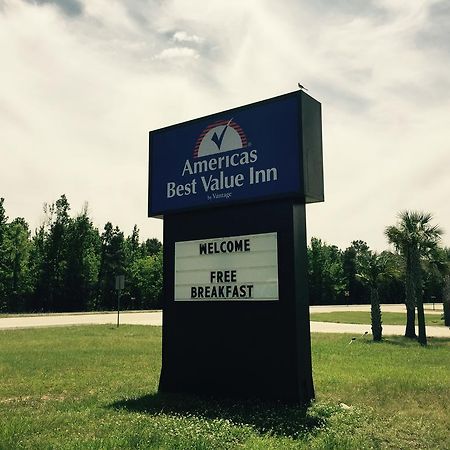 Americas
Best Value Inn
by Vantage
WELCOME
FREE
BREAKFAST